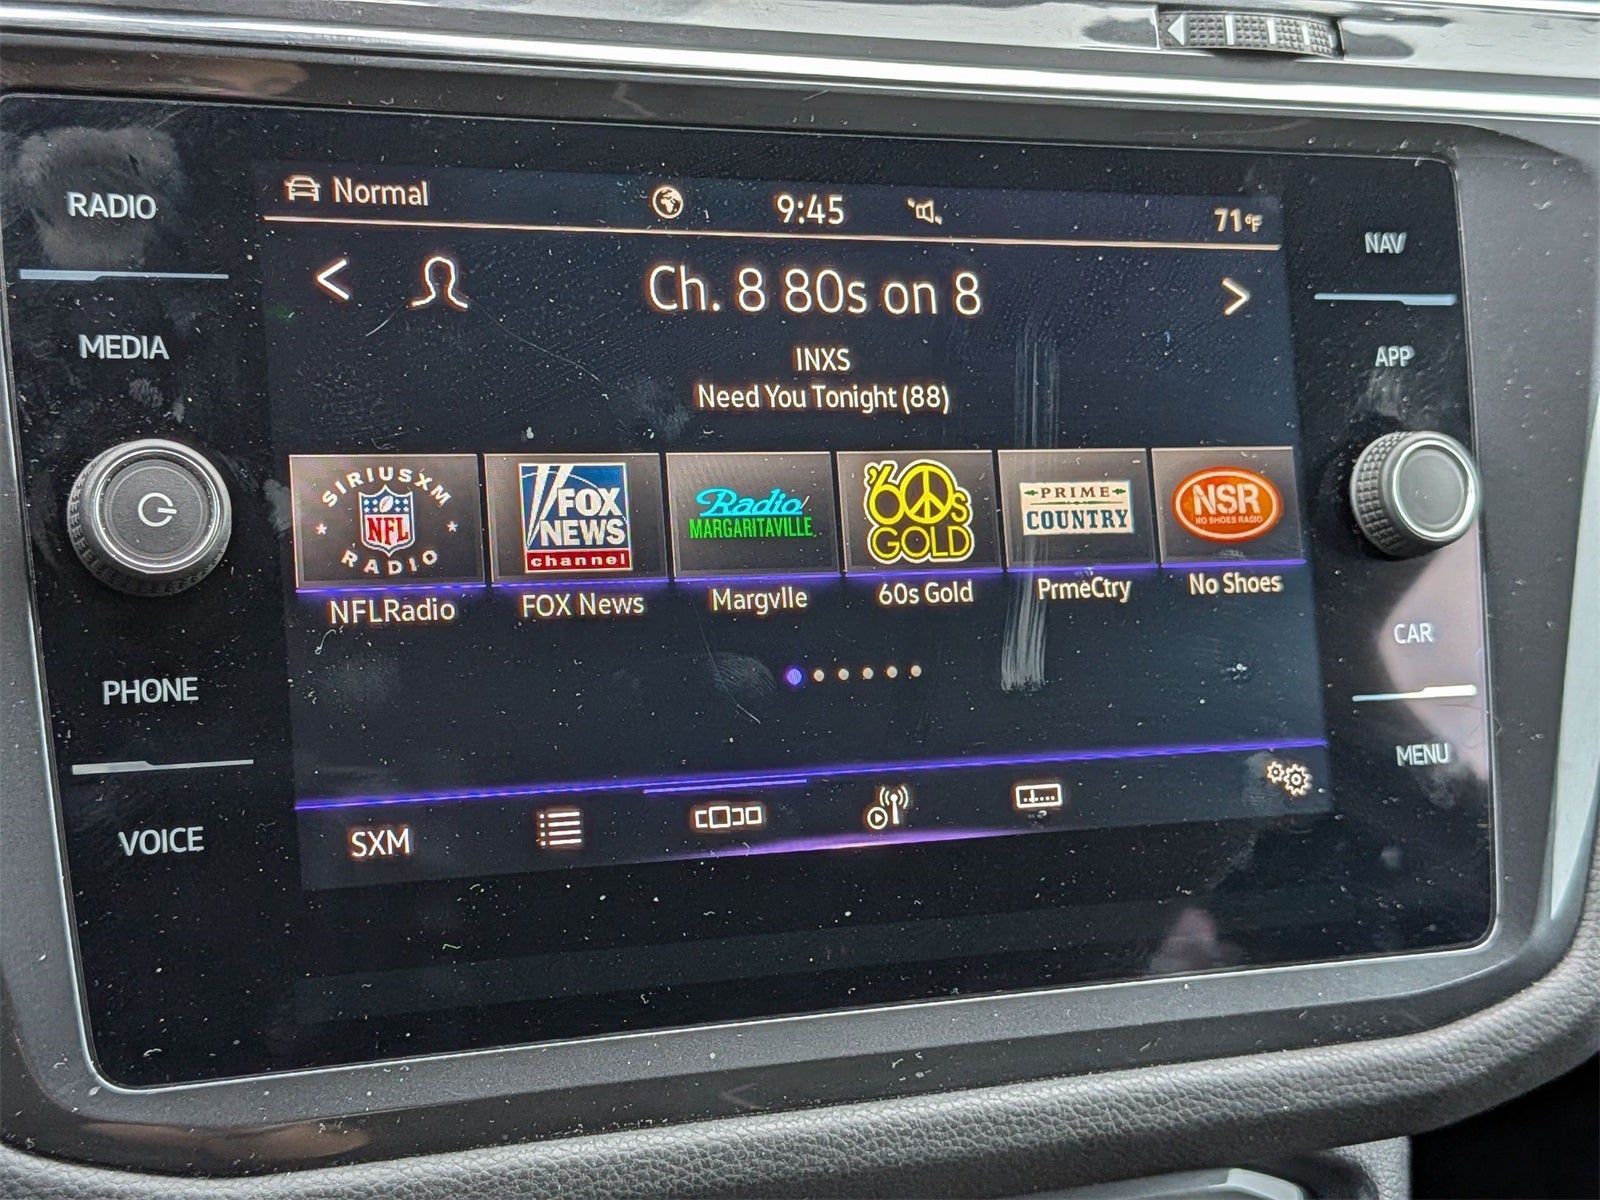 RADIO
MEDIA
PHONE
VOICE
Normal
9:45
71°F
Ch. 8 80s on 8
INXS
Need You Tonight (88)
SIRIUSXM
NFL
RADIO
FOX
NEWS
channel
Radio
MARGARITAVILLE
'60s
GOLD
PRIME
COUNTRY
NSR
NO SHOES RADIO
NFLRadio
FOX News
Margvlle
60s Gold
PrmeCtry
No Shoes
SXM
NAV
APP
CAR
MENU